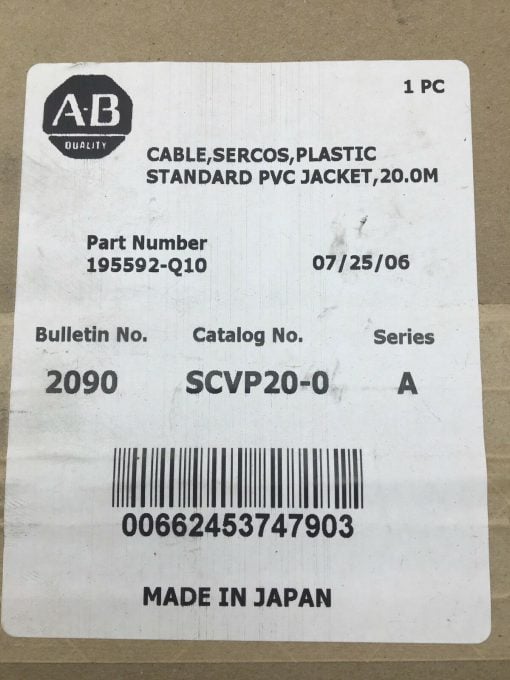 A-B
QUALITY
1 PC
CABLE,SERCOS,PLASTIC
STANDARD PVC JACKET,20.0M
Part Number
195592-Q10 07/25/06
Bulletin No. Catalog No. Series
2090 SCVP20-0 A
00662453747903
MADE IN JAPAN